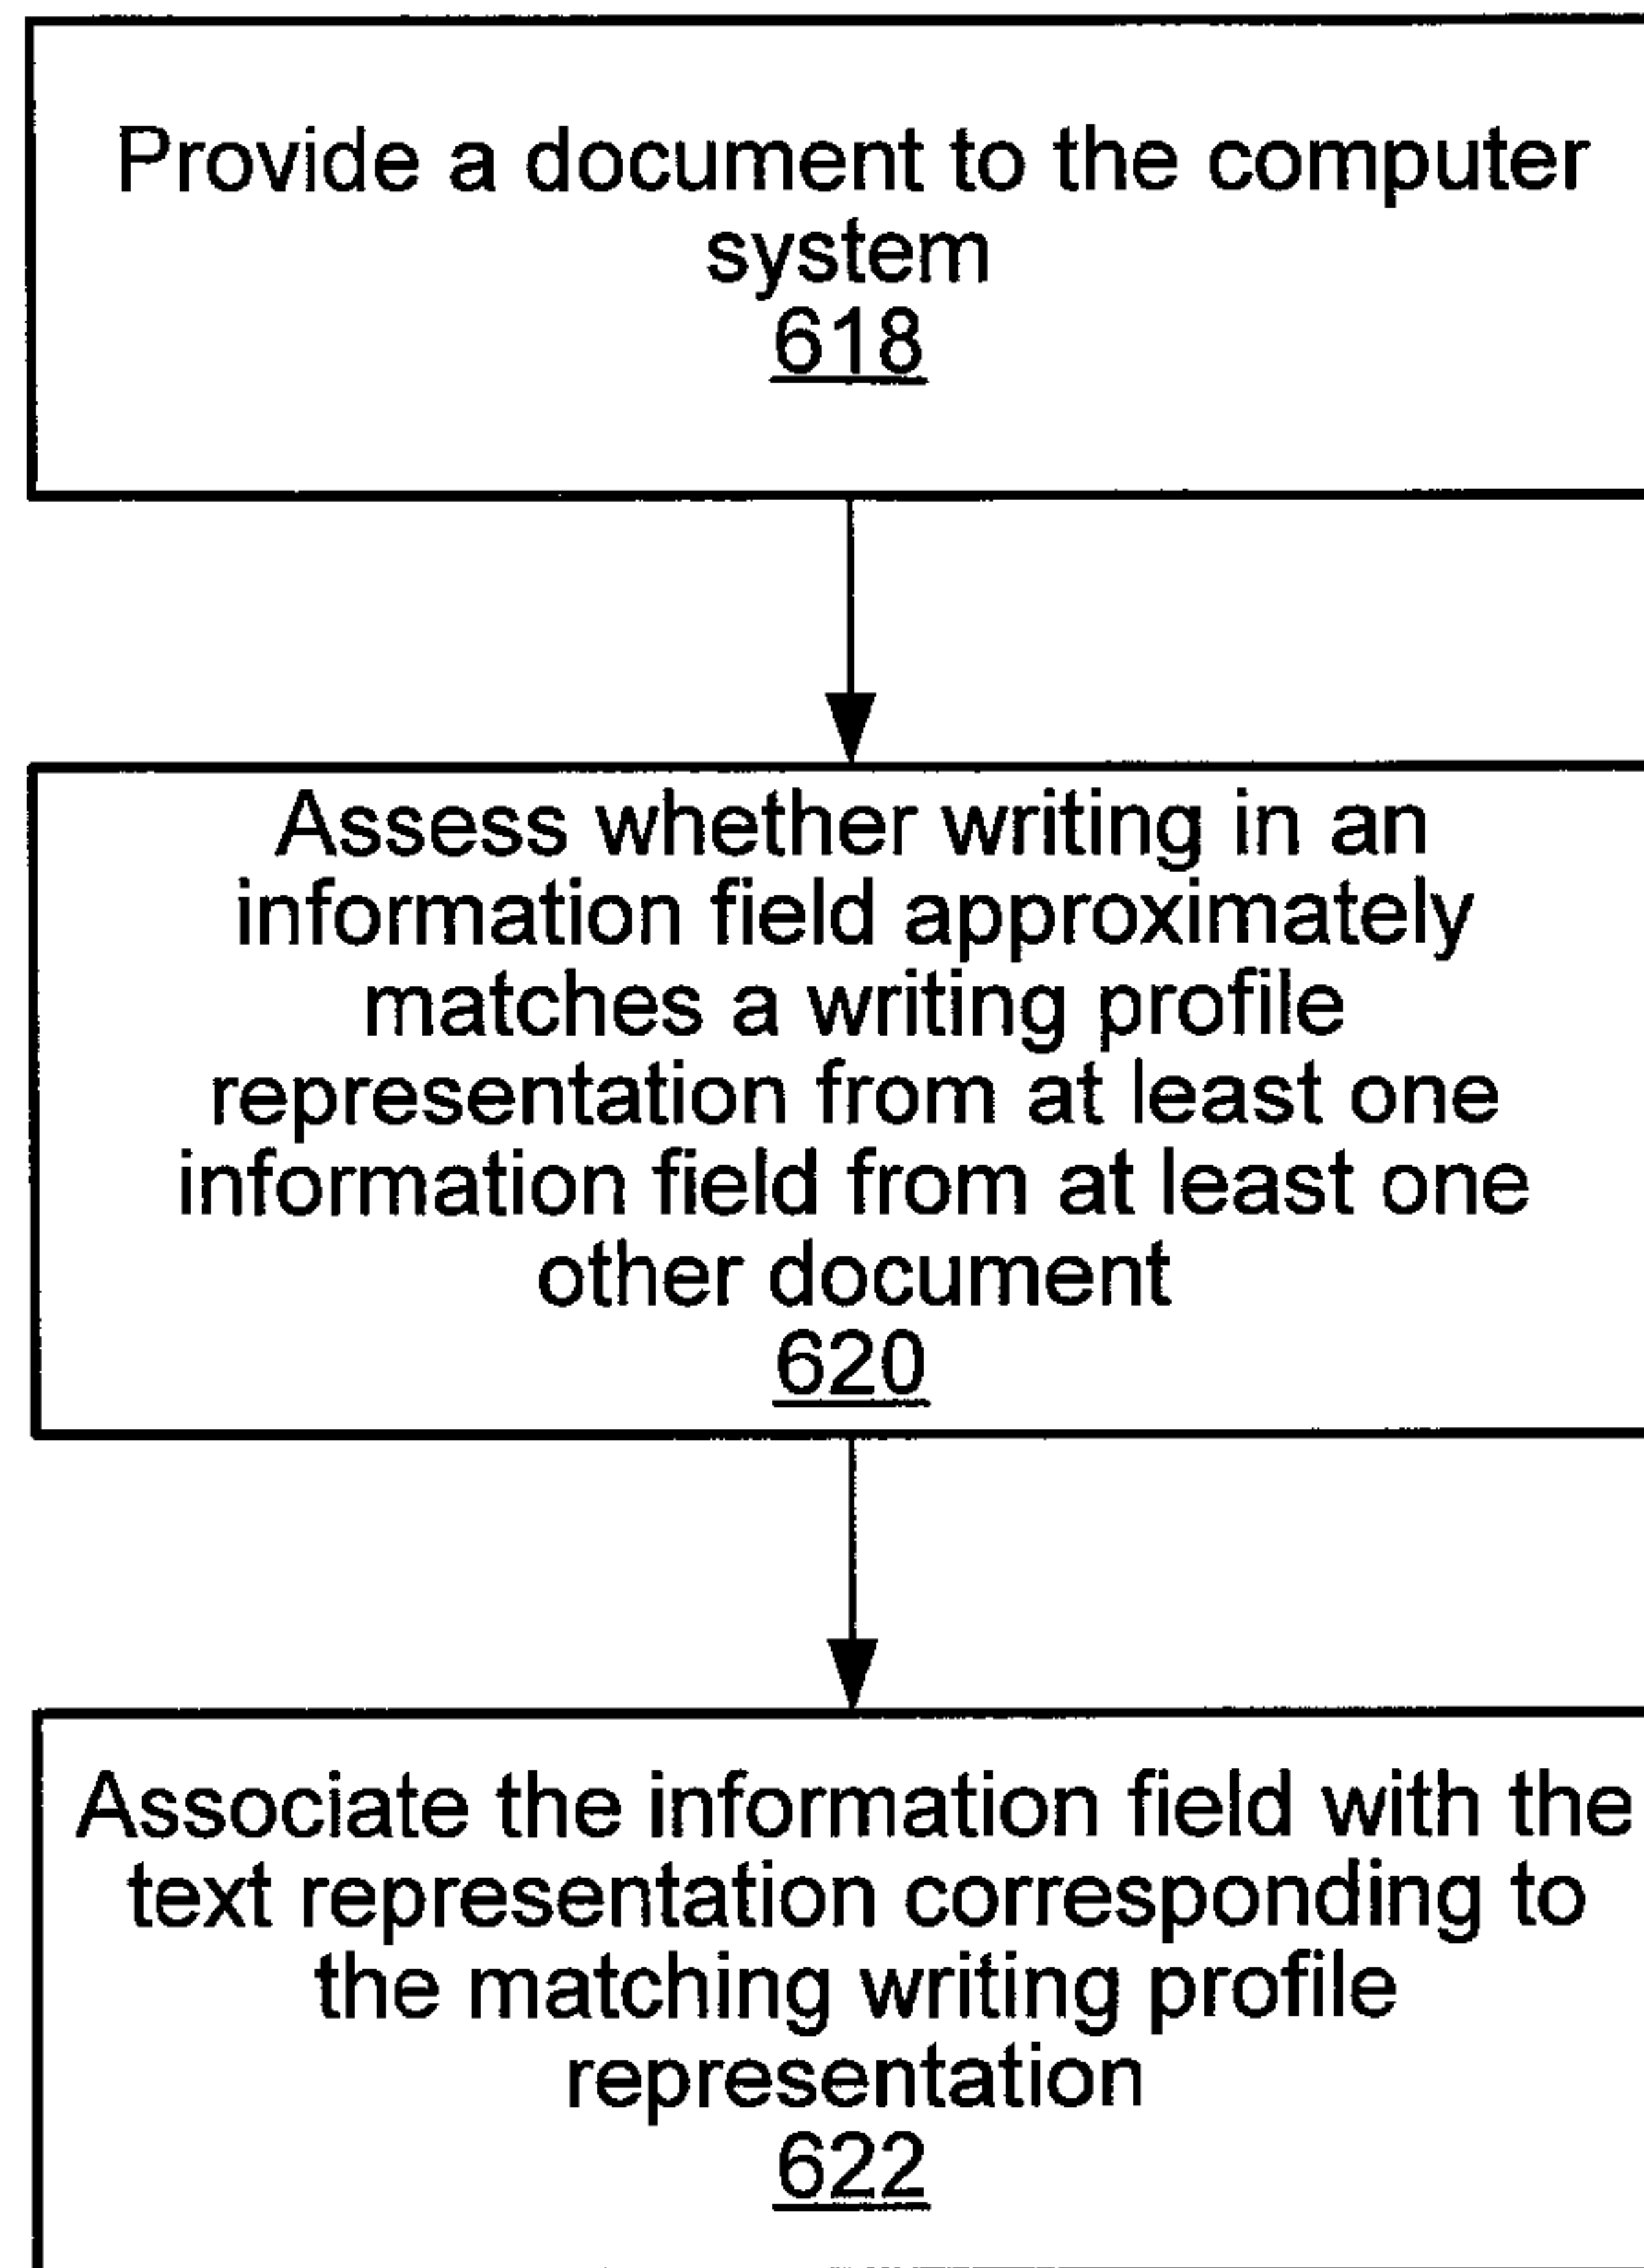 Provide a document to the computer
system
618
Assess whether writing in an
information field approximately
matches a writing profile
representation from at least one
information field from at least one
other document
620
Associate the information field with the
text representation corresponding to
the matching writing profile
representation
622